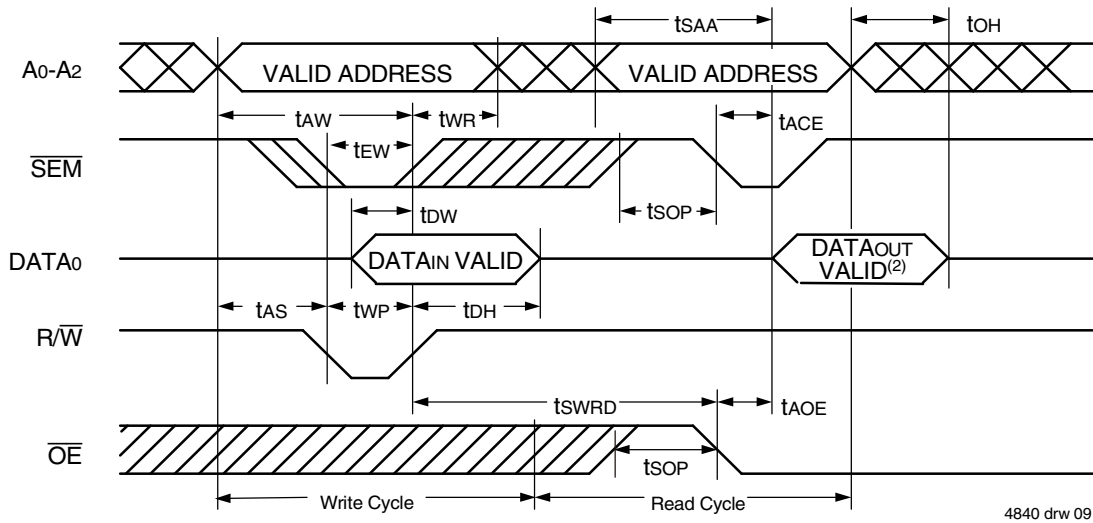 tSAA
tOH
A0-A2
VALID ADDRESS
VALID ADDRESS
tAW
tWR
tACE
tEW
SEM
tSOP
tDW
DATA0
DATAIN VALID
DATAOUT
VALID(2)
tAS
tWP
tDH
R/W
tSWRD
tAOE
OE
tSOP
Write Cycle
Read Cycle
4840 drw 09